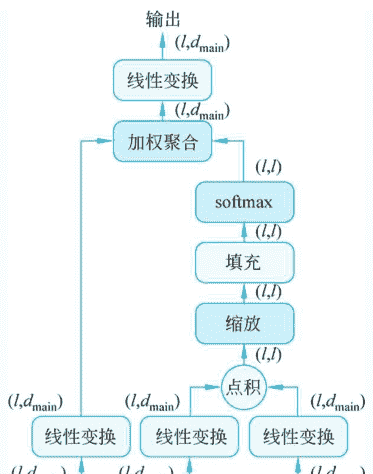 输出
(l,dmain)
线性变换
(l,dmain)
加权聚合
(l,l)
softmax
(l,l)
填充
(l,l)
缩放
(l,l)
点积
(l,dmain) (l,dmain) (l,dmain)
线性变换 线性变换 线性变换